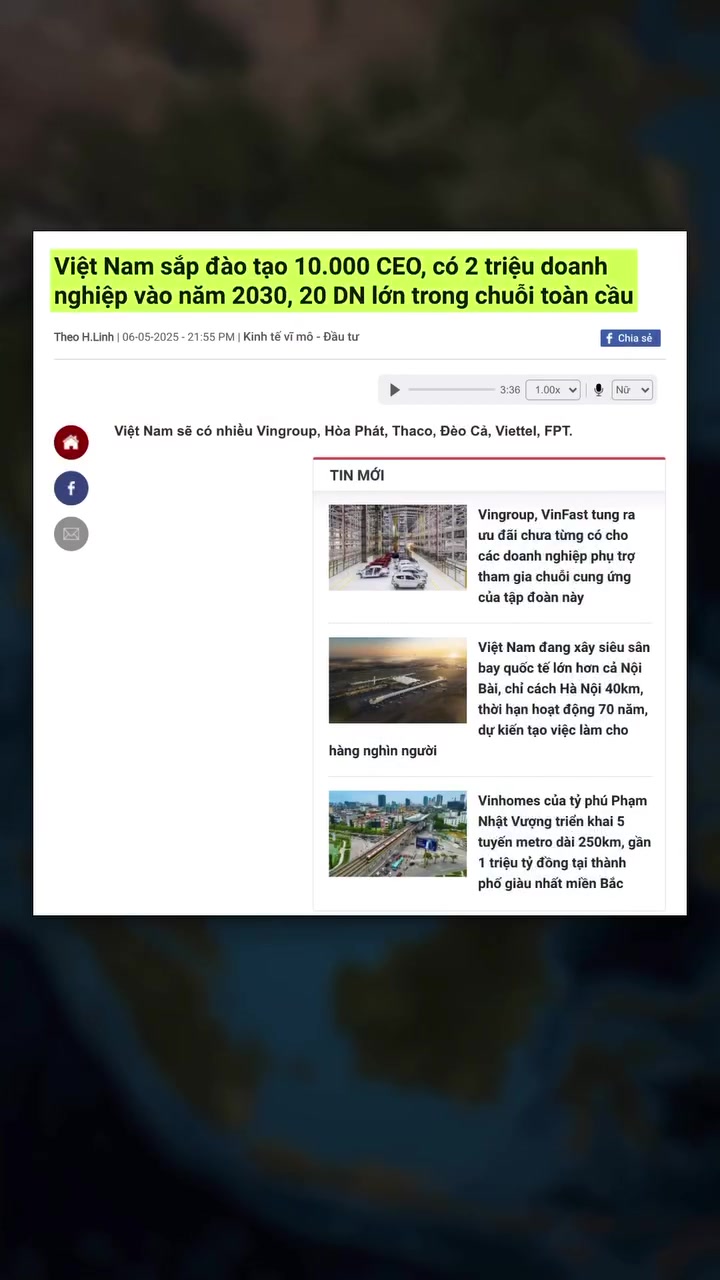 Việt Nam sắp đào tạo 10.000 CEO, có 2 triệu doanh
nghiệp vào năm 2030, 20 DN lớn trong chuỗi toàn cầu
Theo H.Linh | 06-05-2025 - 21:55 PM | Kinh tế vĩ mô - Đầu tư
Chia sẻ
3:36
1.00x
Nữ
Việt Nam sẽ có nhiều Vingroup, Hòa Phát, Thaco, Đèo Cả, Viettel, FPT.
TIN MỚI
Vingroup, VinFast tung ra
ưu đãi chưa từng có cho
các doanh nghiệp phụ trợ
tham gia chuỗi cung ứng
của tập đoàn này
Việt Nam đang xây siêu sân
bay quốc tế lớn hơn cả Nội
Bài, chỉ cách Hà Nội 40km,
thời hạn hoạt động 70 năm,
dự kiến tạo việc làm cho
hàng nghìn người
Vinhomes của tỷ phú Phạm
Nhật Vượng triển khai 5
tuyến metro dài 250km, gần
1 triệu tỷ đồng tại thành
phố giàu nhất miền Bắc